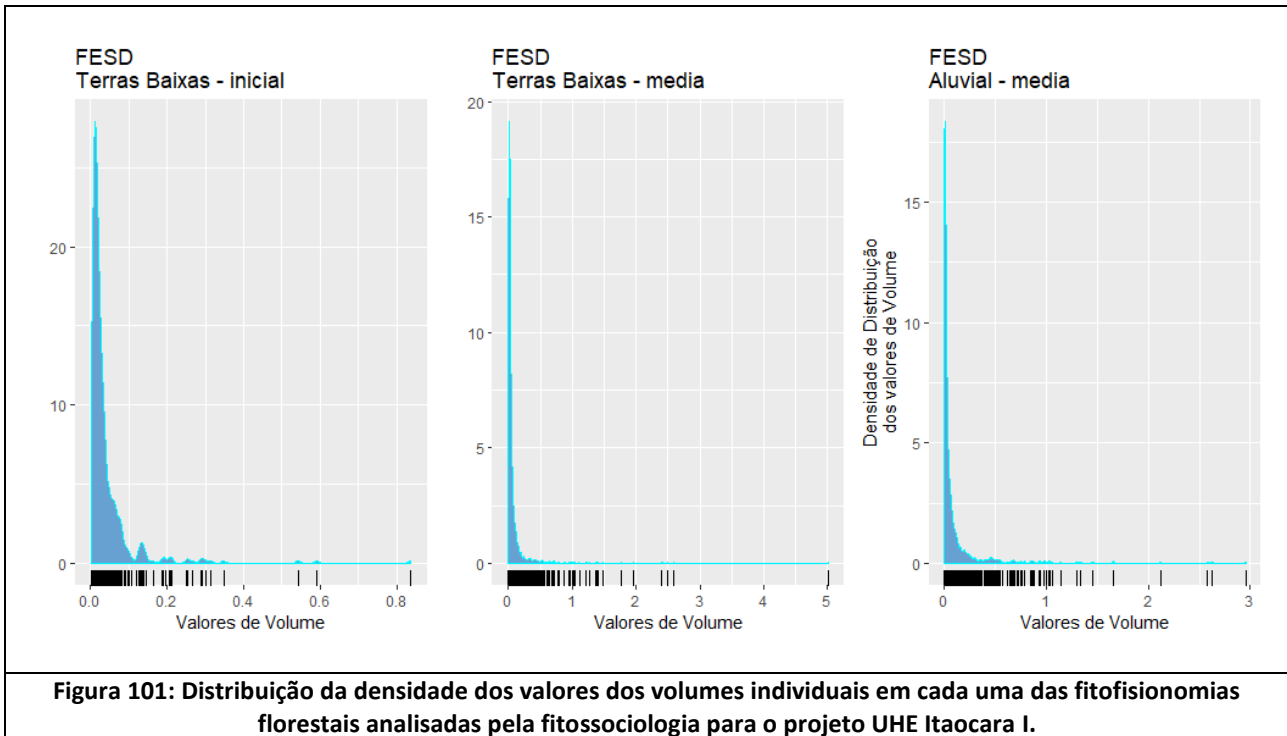 FESD
Terras Baixas - inicial
20
10
0
0.0 0.2 0.4 0.6 0.8
Valores de Volume
FESD
Terras Baixas - media
20
15
10
5
0
0 1 2 3 4 5
Valores de Volume
FESD
Aluvial - media
Densidade de Distribuição
dos valores de Volume
15
10
5
0
0 1 2 3
Valores de Volume
Figura 101: Distribuição da densidade dos valores dos volumes individuais em cada uma das fitofisionomias
florestais analisadas pela fitossociologia para o projeto UHE Itaocara I.